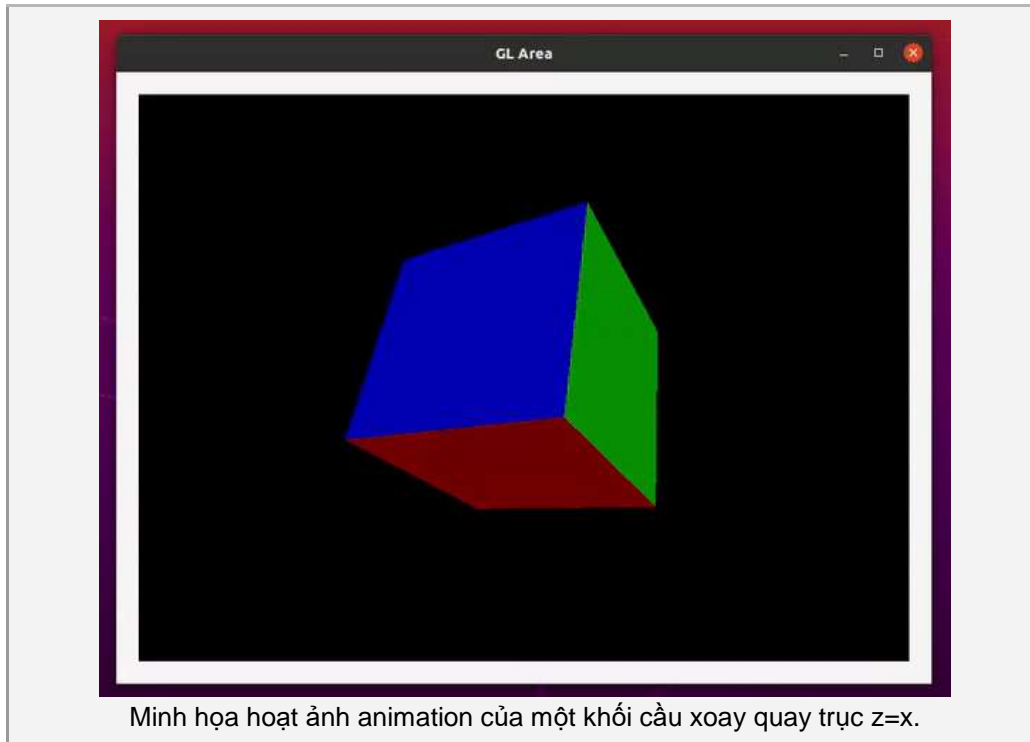 GL Area
Minh họa hoạt ảnh animation của một khối cầu xoay quay trục z=x.